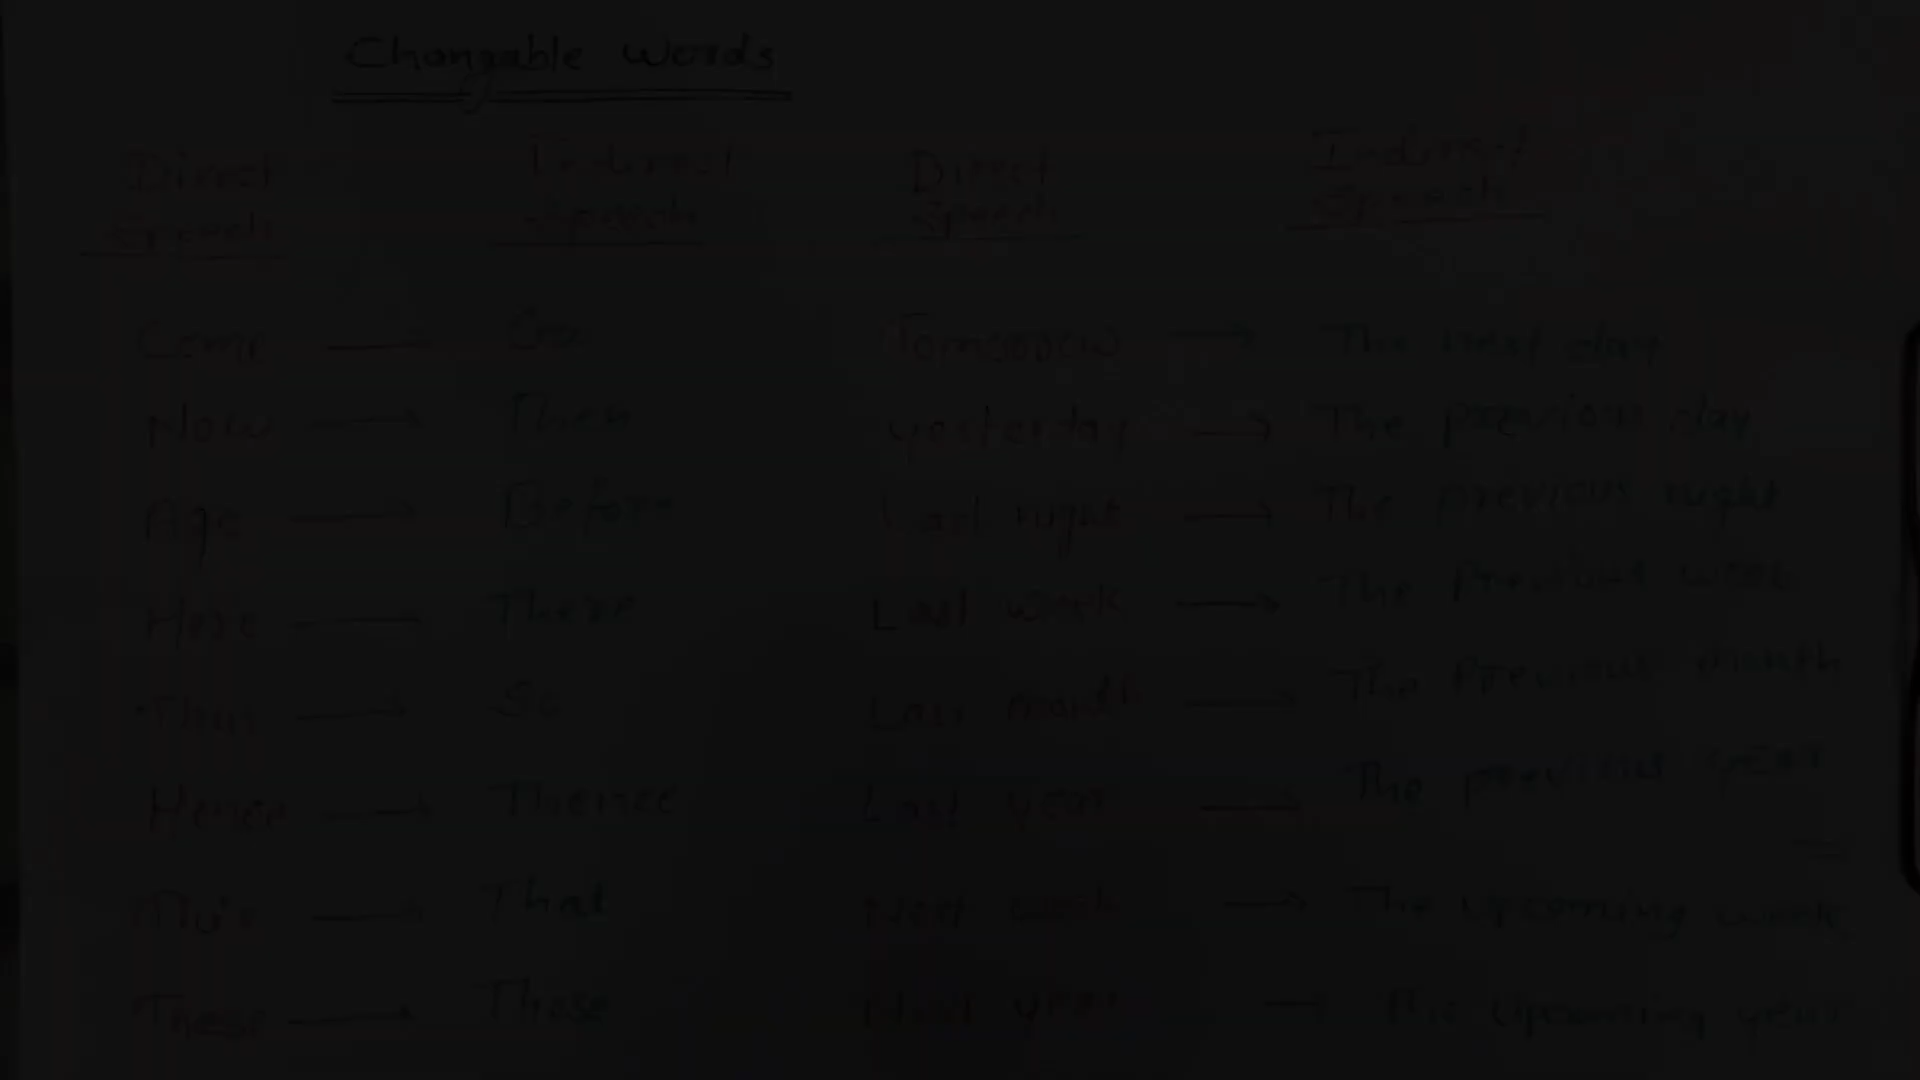 Changable Words
Direct Indirect Direct Indirect
Speech Speech Speech Speech
Come → Go Tomorrow → The next day
Now → Then Yesterday → The previous day
Ago → Before Last night → The previous night
Here → There Last week → The previous week
Thus → So Last month → The previous month
Hence → Thence Last year → The previous year
→ That Next week → The upcoming week
These → Those Next year → The upcoming year